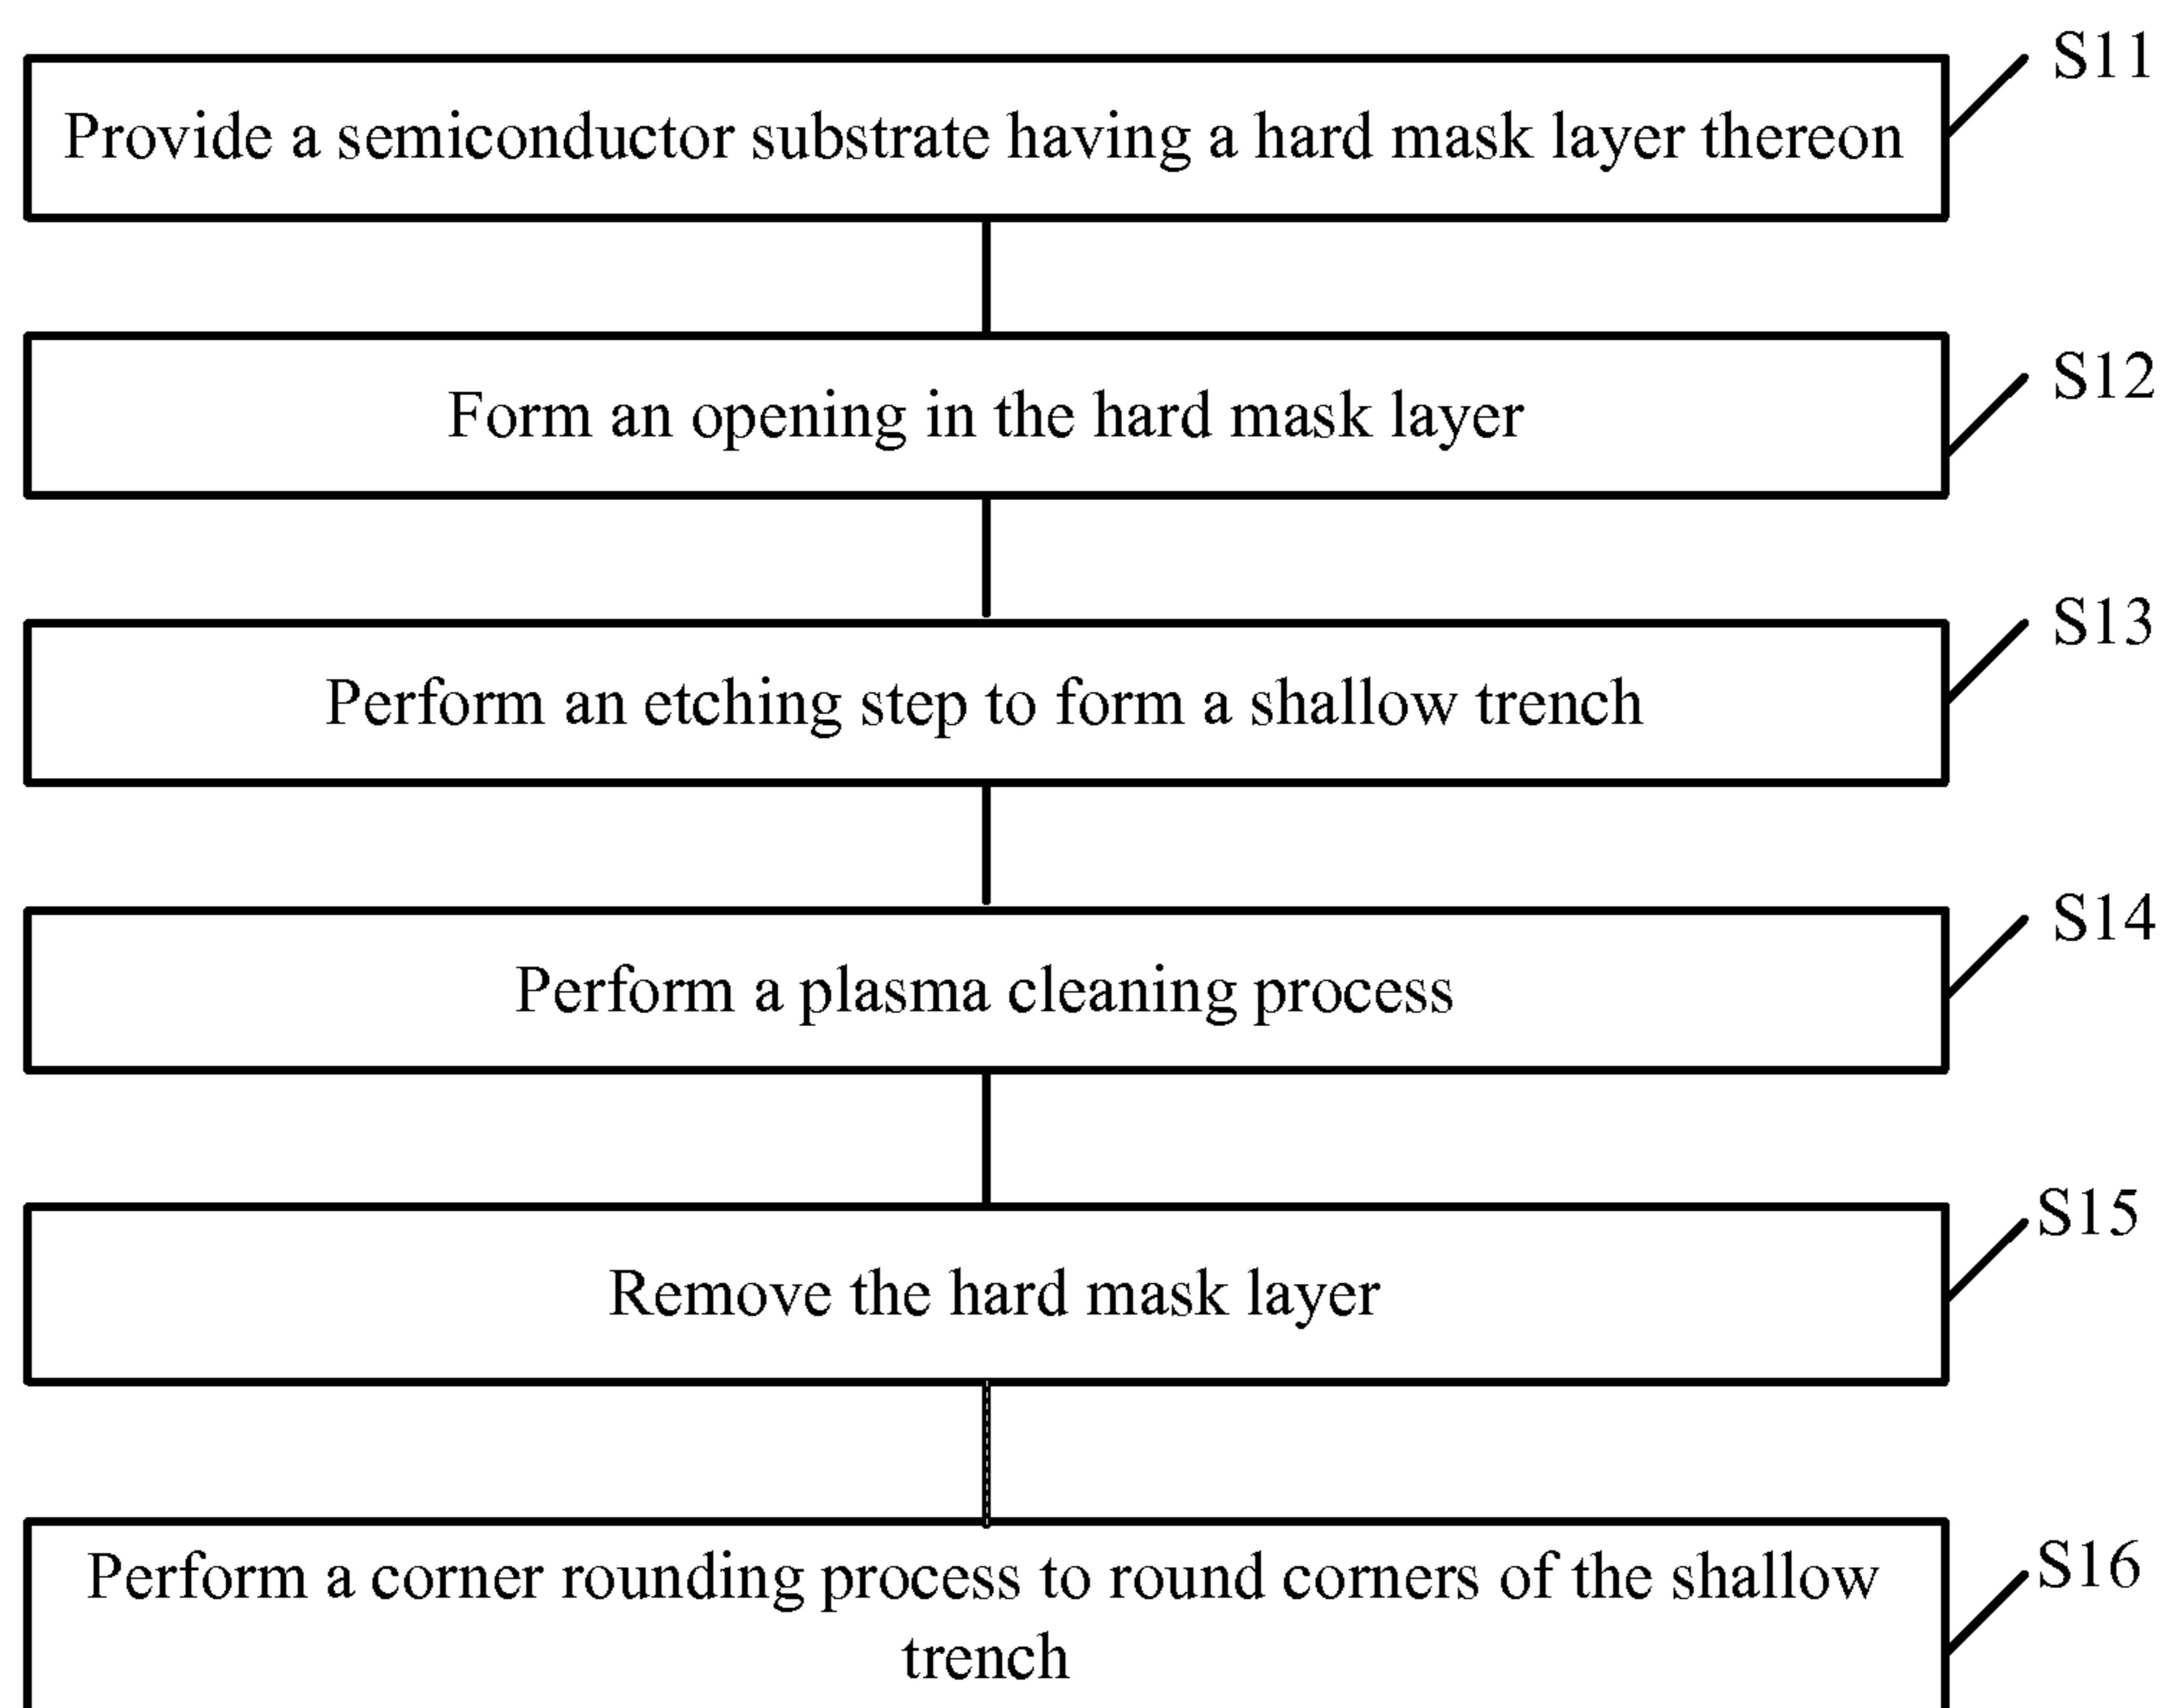 S11
Provide a semiconductor substrate having a hard mask layer thereon
S12
Form an opening in the hard mask layer
S13
Perform an etching step to form a shallow trench
S14
Perform a plasma cleaning process
S15
Remove the hard mask layer
S16
Perform a corner rounding process to round corners of the shallow
trench